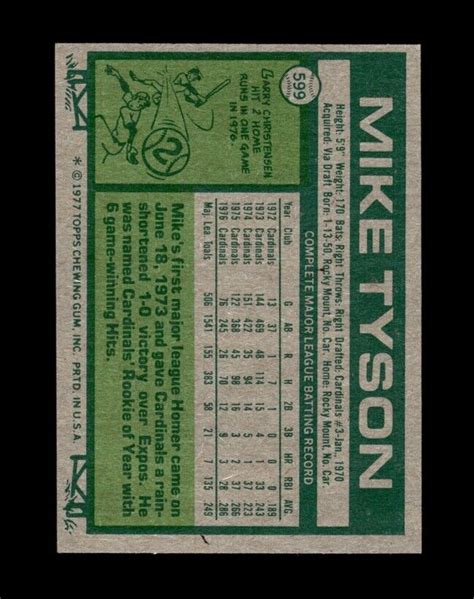 599
MIKE TYSON
Height: 5'9" Weight: 170 Bats: Right Throws: Right Drafted: Cardinals #3-Jan. 1970
Acquired: Via Draft Born: 1-13-50, Rocky Mount, No. Car. Home: Rocky Mount, No. Car.
COMPLETE MAJOR LEAGUE BATTING RECORD
Year Club G AB R H 2B 3B HR RBI AVG.
1972 Cardinals 13 37 1 7 1 0 0 0 .189
1973 Cardinals 144 469 48 114 15 4 1 33 .243
1974 Cardinals 151 422 35 94 14 5 1 37 .223
1975 Cardinals 122 368 45 98 16 3 2 37 .266
1976 Cardinals 76 245 26 70 12 9 3 28 .286
Maj. Lea. Totals 506 1541 155 383 58 21 7 135 .249
LARRY CHRISTENSEN
HIT 2 HOME
RUNS IN ONE GAME
IN 1976.
2
Mike's first major league Homer came on
June 18, 1973 and gave Cardinals a rain-
shortened 1-0 victory over Expos. He
was named Cardinals' Rookie of Year with
6 game-winning Hits.
* © 1977 TOPPS CHEWING GUM, INC. PRTD. IN U.S.A.